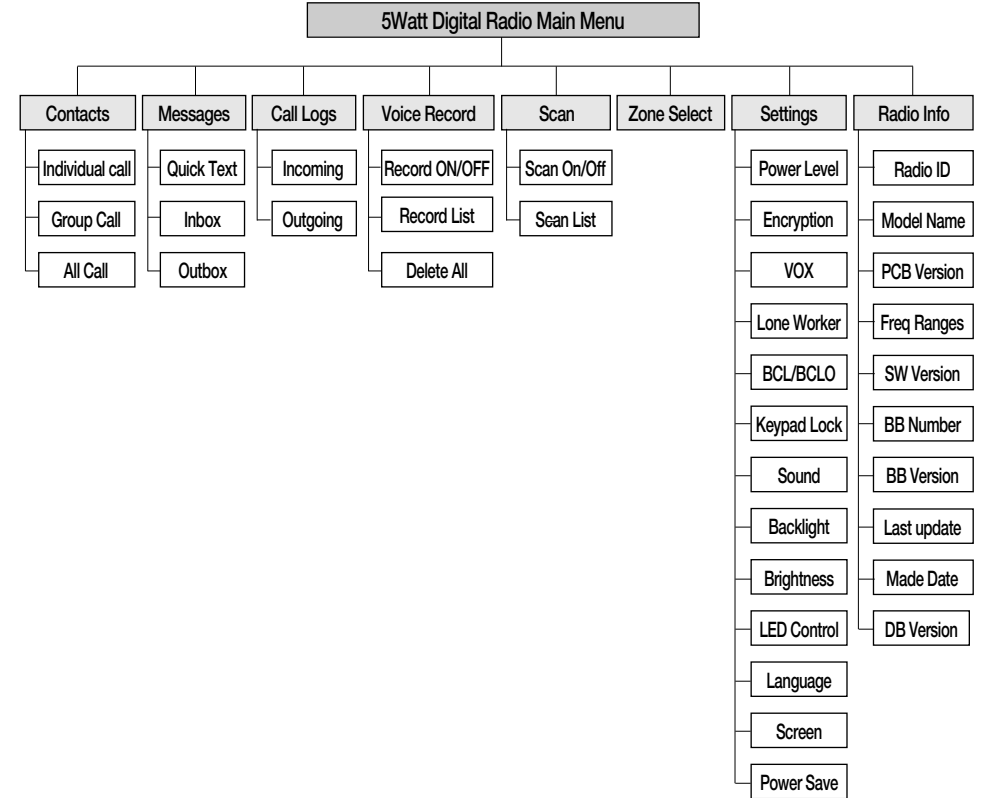 5Watt Digital Radio Main Menu
Contacts
Individual call
Group Call
All Call
Messages
Quick Text
Inbox
Outbox
Call Logs
Incoming
Outgoing
Voice Record
Record ON/OFF
Record List
Delete All
Scan
Scan On/Off
Scan List
Zone Select
Settings
Power Level
Encryption
VOX
Lone Worker
BCL/BCLO
Keypad Lock
Sound
Backlight
Brightness
LED Control
Language
Screen
Power Save
Radio Info
Radio ID
Model Name
PCB Version
Freq Ranges
SW Version
BB Number
BB Version
Last update
Made Date
DB Version